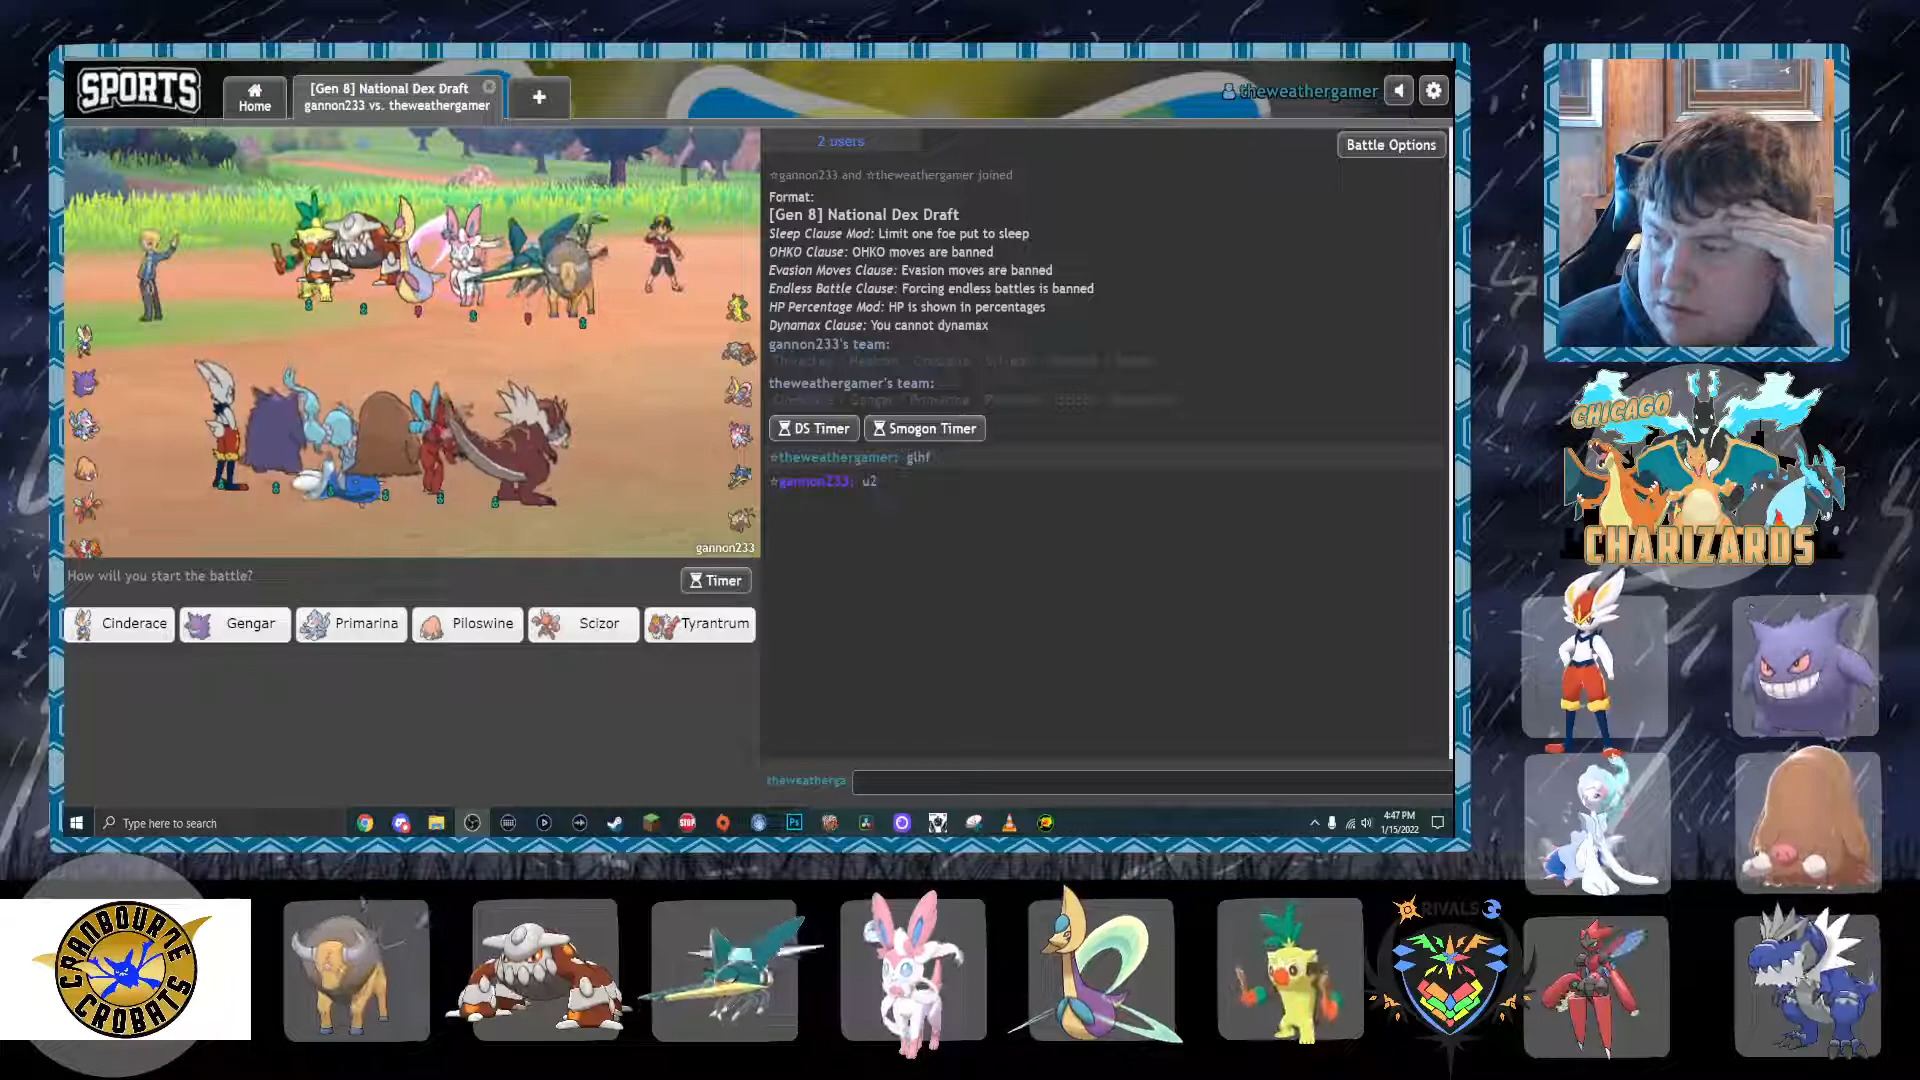 SPORTS
Home
[Gen 8] National Dex Draft
gannon233 vs. theweathergamer
+
theweathergamer
2 users
Battle Options
☆gannon233 and ☆theweathergamer joined
Format:
[Gen 8] National Dex Draft
Sleep Clause Mod: Limit one foe put to sleep
OHKO Clause: OHKO moves are banned
Evasion Moves Clause: Evasion moves are banned
Endless Battle Clause: Forcing endless battles is banned
HP Percentage Mod: HP is shown in percentages
Dynamax Clause: You cannot dynamax
gannon233's team:
theweathergamer's team:
DS Timer
Smogon Timer
☆theweathergamer: glhf
☆gannon233: u2
gannon233
How will you start the battle?
Timer
Cinderace
Gengar
Primarina
Piloswine
Scizor
Tyrantrum
theweatherga
Type here to search
STOP
Ps
4:47 PM
1/15/2022
CHICAGO
CHARIZARDS
CRANBOURNE
CROBATS
RIVALS